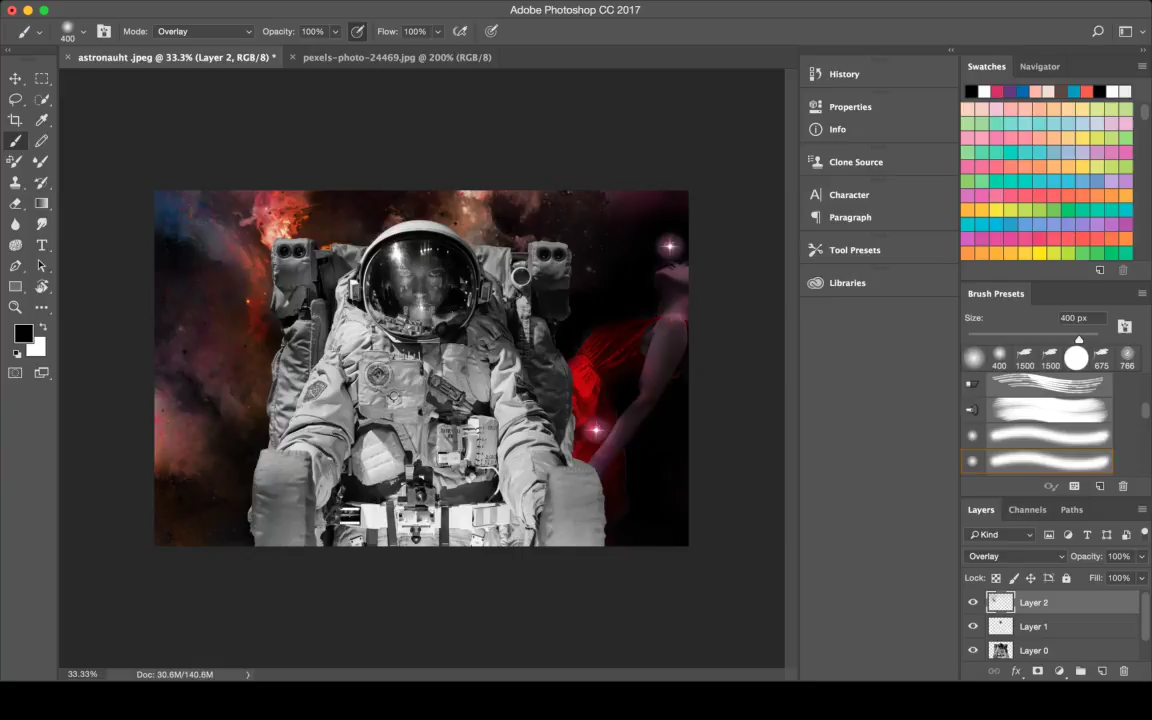 Adobe Photoshop CC 2017
400 Mode: Overlay Opacity: 100% Flow: 100%
astronauht .jpeg @ 33.3% (Layer 2, RGB/8) * pexels-photo-24469.jpg @ 200% (RGB/8)
History
Properties
Info
Clone Source
Character
Paragraph
Tool Presets
Libraries
Swatches Navigator
Brush Presets
Size: 400 px
400 1500 1500 675 766
Layers Channels Paths
Kind
Overlay Opacity: 100%
Lock: Fill: 100%
Layer 2
Layer 1
Layer 0
33.33% Doc: 30.6M/140.6M